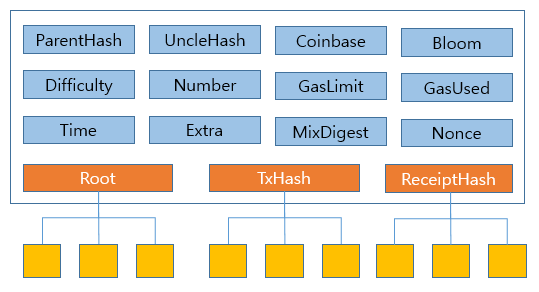 ParentHash
UncleHash
Coinbase
Bloom
Difficulty
Number
GasLimit
GasUsed
Time
Extra
MixDigest
Nonce
Root
TxHash
ReceiptHash